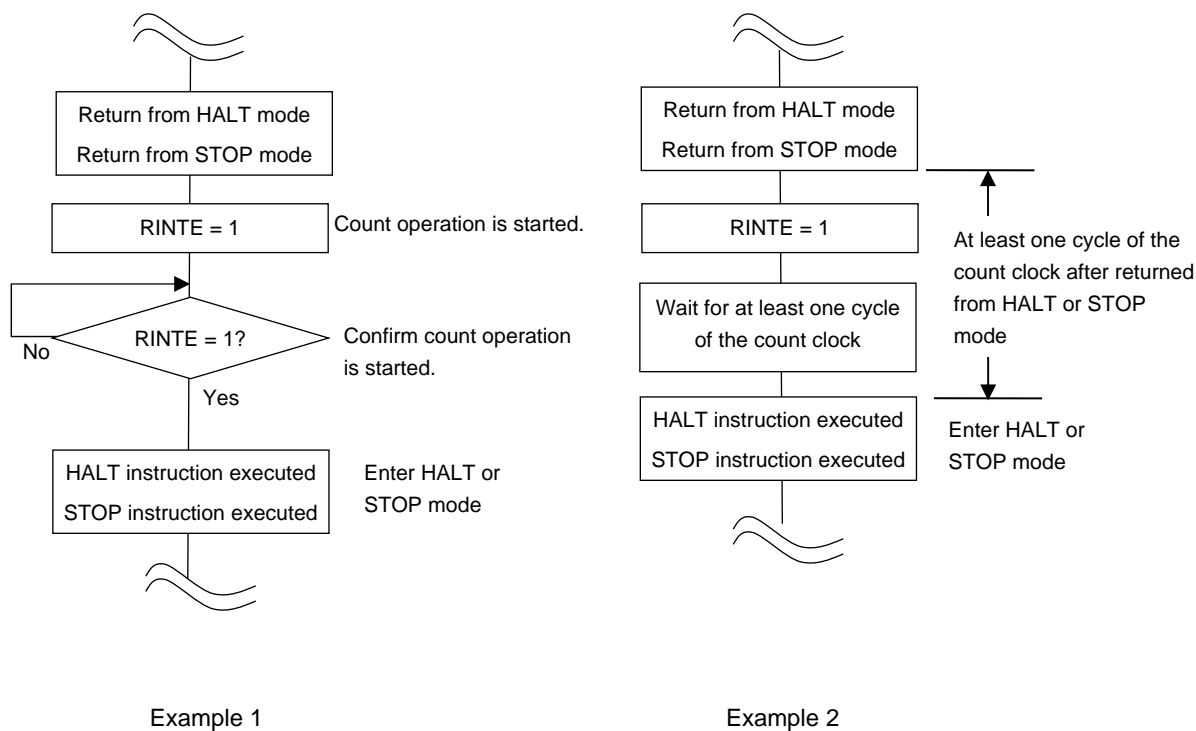 Return from HALT mode
Return from STOP mode
RINTE = 1
Count operation is started.
RINTE = 1?
No
Confirm count operation
is started.
Yes
HALT instruction executed
STOP instruction executed
Enter HALT or
STOP mode
Example 1
Return from HALT mode
Return from STOP mode
RINTE = 1
At least one cycle of the
count clock after returned
from HALT or STOP
mode
Wait for at least one cycle
of the count clock
HALT instruction executed
STOP instruction executed
Enter HALT or
STOP mode
Example 2